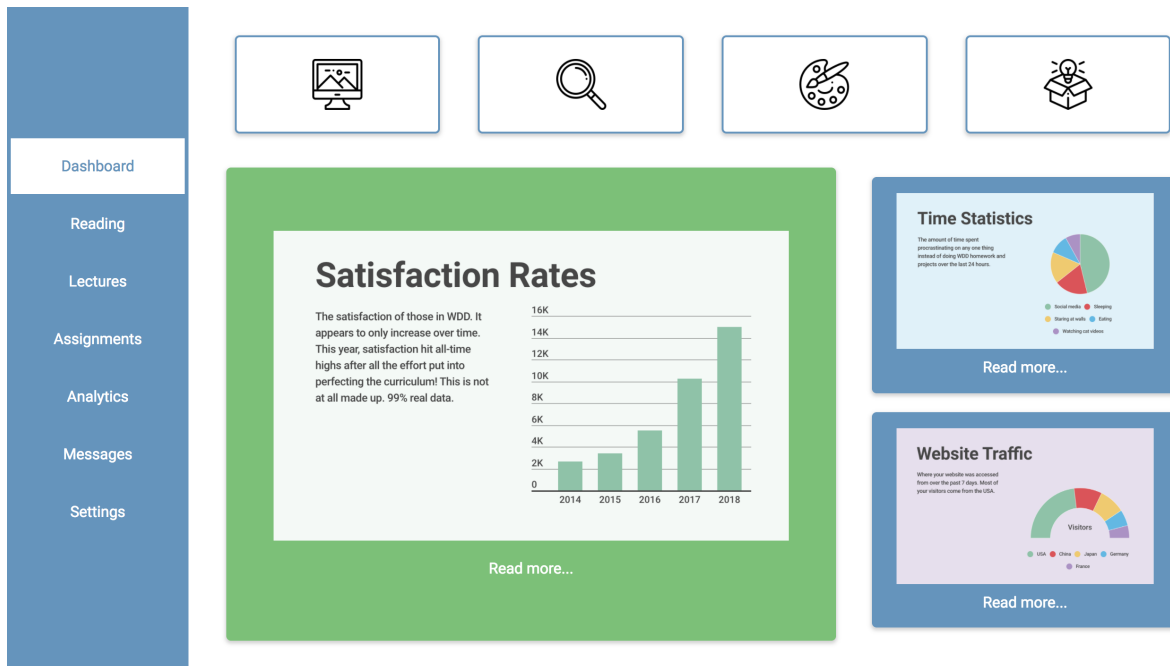 Dashboard
Reading
Lectures
Assignments
Analytics
Messages
Settings
Satisfaction Rates
The satisfaction of those in WDD. It
appears to only increase over time.
This year, satisfaction hit all-time
highs after all the effort put into
perfecting the curriculum! This is not
at all made up. 99% real data.
16K
14K
12K
10K
8K
6K
4K
2K
0
2014 2015 2016 2017 2018
Read more...
Time Statistics
The amount of time spent
procrastinating on any one thing
instead of doing WDD homework and
projects over the last 24 hours.
Social media Sleeping
Staring at walls Eating
Watching cat videos
Read more...
Website Traffic
Where your website was accessed
from over the past 7 days. Most of
your visitors come from the USA.
Visitors
USA China Japan Germany
France
Read more...